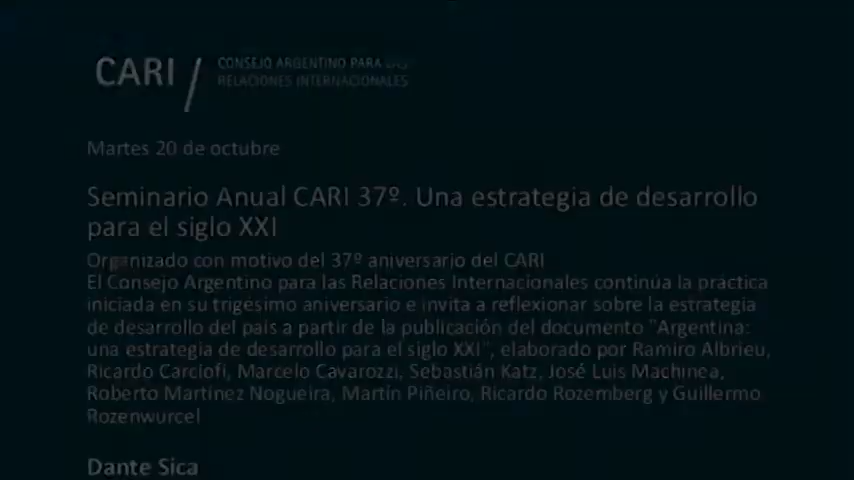 CARI
CONSEJO ARGENTINO PARA LAS
RELACIONES INTERNACIONALES
Martes 20 de octubre
Seminario Anual CARI 37º. Una estrategia de desarrollo
para el siglo XXI
Organizado con motivo del 37º aniversario del CARI
El Consejo Argentino para las Relaciones Internacionales continúa la práctica
iniciada en su trigésimo aniversario e invita a reflexionar sobre la estrategia
de desarrollo del país a partir de la publicación del documento "Argentina:
una estrategia de desarrollo para el siglo XXI", elaborado por Ramiro Albrieu,
Ricardo Carciofi, Marcelo Cavarozzi, Sebastián Katz, José Luis Machinea,
Roberto Martínez Nogueira, Martín Piñeiro, Ricardo Rozemberg y Guillermo
Rozenwurcel
Dante Sica